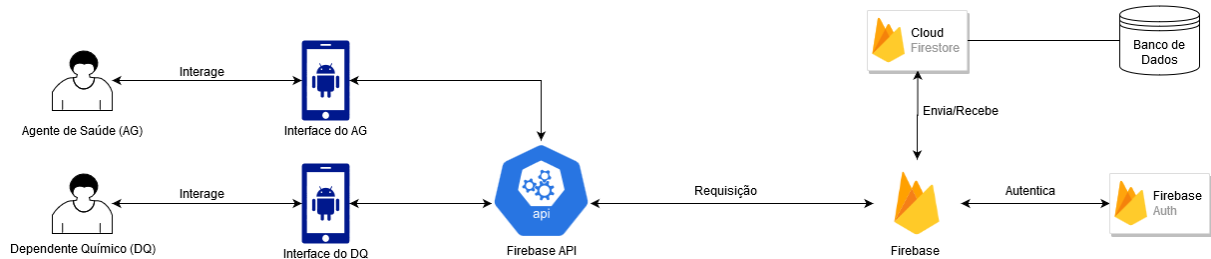 Cloud
Firestore
Banco de
Dados
Interage
Agente de Saúde (AG)
Interface do AG
Envia/Recebe
Interage
Requisição
Autentica
Firebase
Auth
api
Dependente Químico (DQ)
Interface do DQ
Firebase API
Firebase